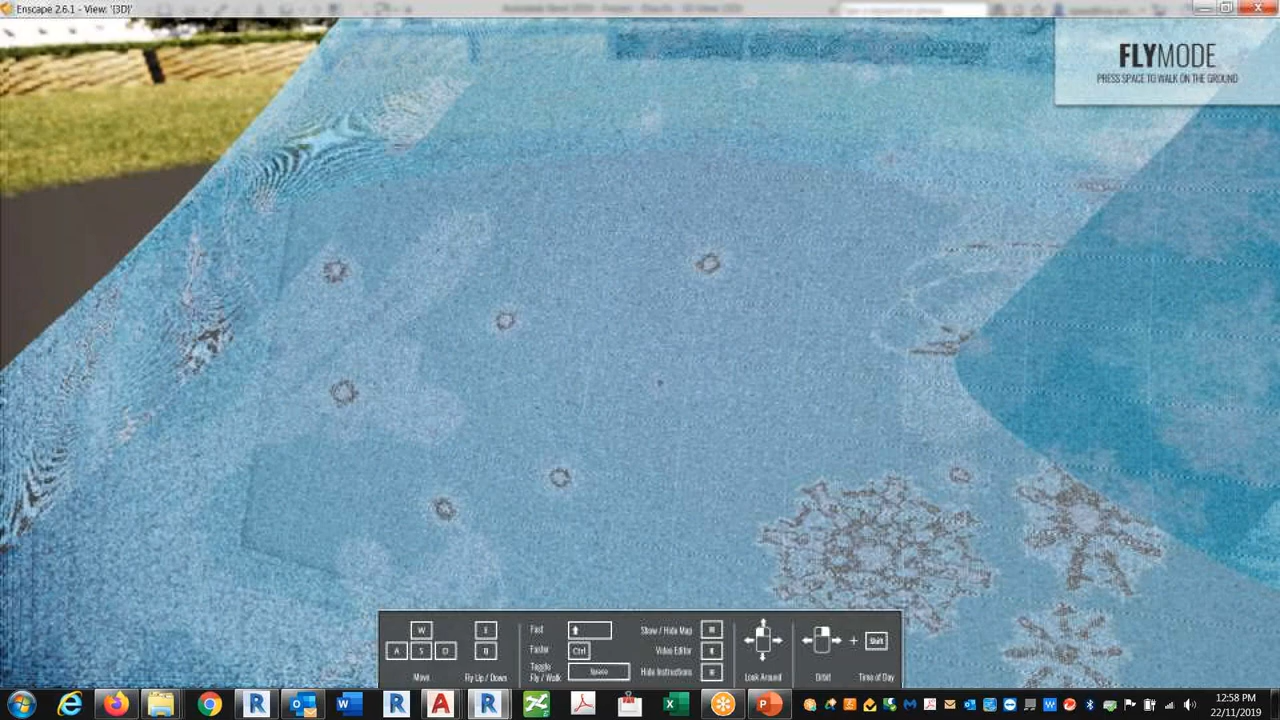 Enscape 2.6.1 - View: '{3D}'
FLYMODE
PRESS SPACE TO WALK ON THE GROUND
W
A S D
Move
E
Q
Fly Up / Down
Fast
Faster Ctrl
Toggle Fly / Walk Space
Show / Hide Map M
Video Editor K
Hide Instructions H
Look Around
Orbit
+ Shift
Time of Day
12:58 PM
22/11/2019